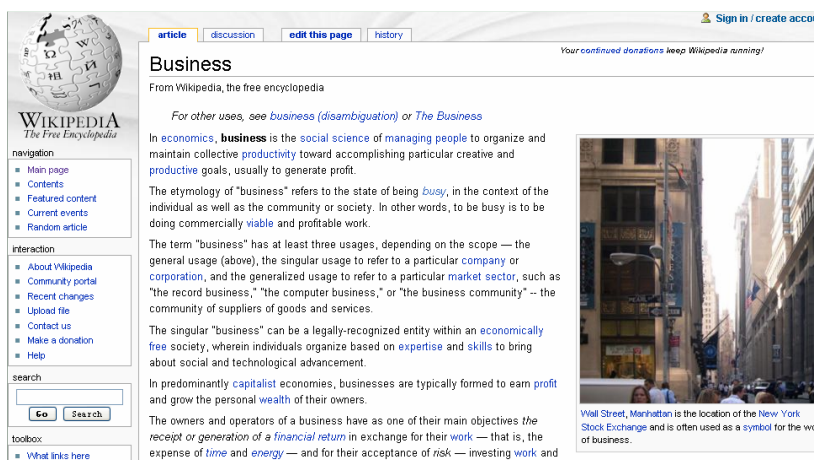 Sign in / create
article
discussion
edit this page
history
Your continued donations keep Wikipedia running!
WIKIPEDIA
The Free Encyclopedia
Business
From Wikipedia, the free encyclopedia
For other uses, see business (disambiguation) or The Business
navigation
Main page
Contents
Featured content
Current events
Random article
interaction
About Wikipedia
Community portal
Recent changes
Upload file
Contact us
Make a donation
Help
search
Go Search
toolbox
What links here
In economics, business is the social science of managing people to organize and
maintain collective productivity toward accomplishing particular creative and
productive goals, usually to generate profit.
The etymology of "business" refers to the state of being busy, in the context of the
individual as well as the community or society. In other words, to be busy is to be
doing commercially viable and profitable work.
The term "business" has at least three usages, depending on the scope — the
general usage (above), the singular usage to refer to a particular company or
corporation, and the generalized usage to refer to a particular market sector, such as
"the record business," "the computer business," or "the business community" -- the
community of suppliers of goods and services.
The singular "business" can be a legally-recognized entity within an economically
free society, wherein individuals organize based on expertise and skills to bring
about social and technological advancement.
In predominantly capitalist economies, businesses are typically formed to earn profit
and grow the personal wealth of their owners.
The owners and operators of a business have as one of their main objectives the
receipt or generation of a financial return in exchange for their work — that is, the
expense of time and energy — and for their acceptance of risk — investing work and
Wall Street, Manhattan is the location of the New York
Stock Exchange and is often used as a symbol for the
of business.